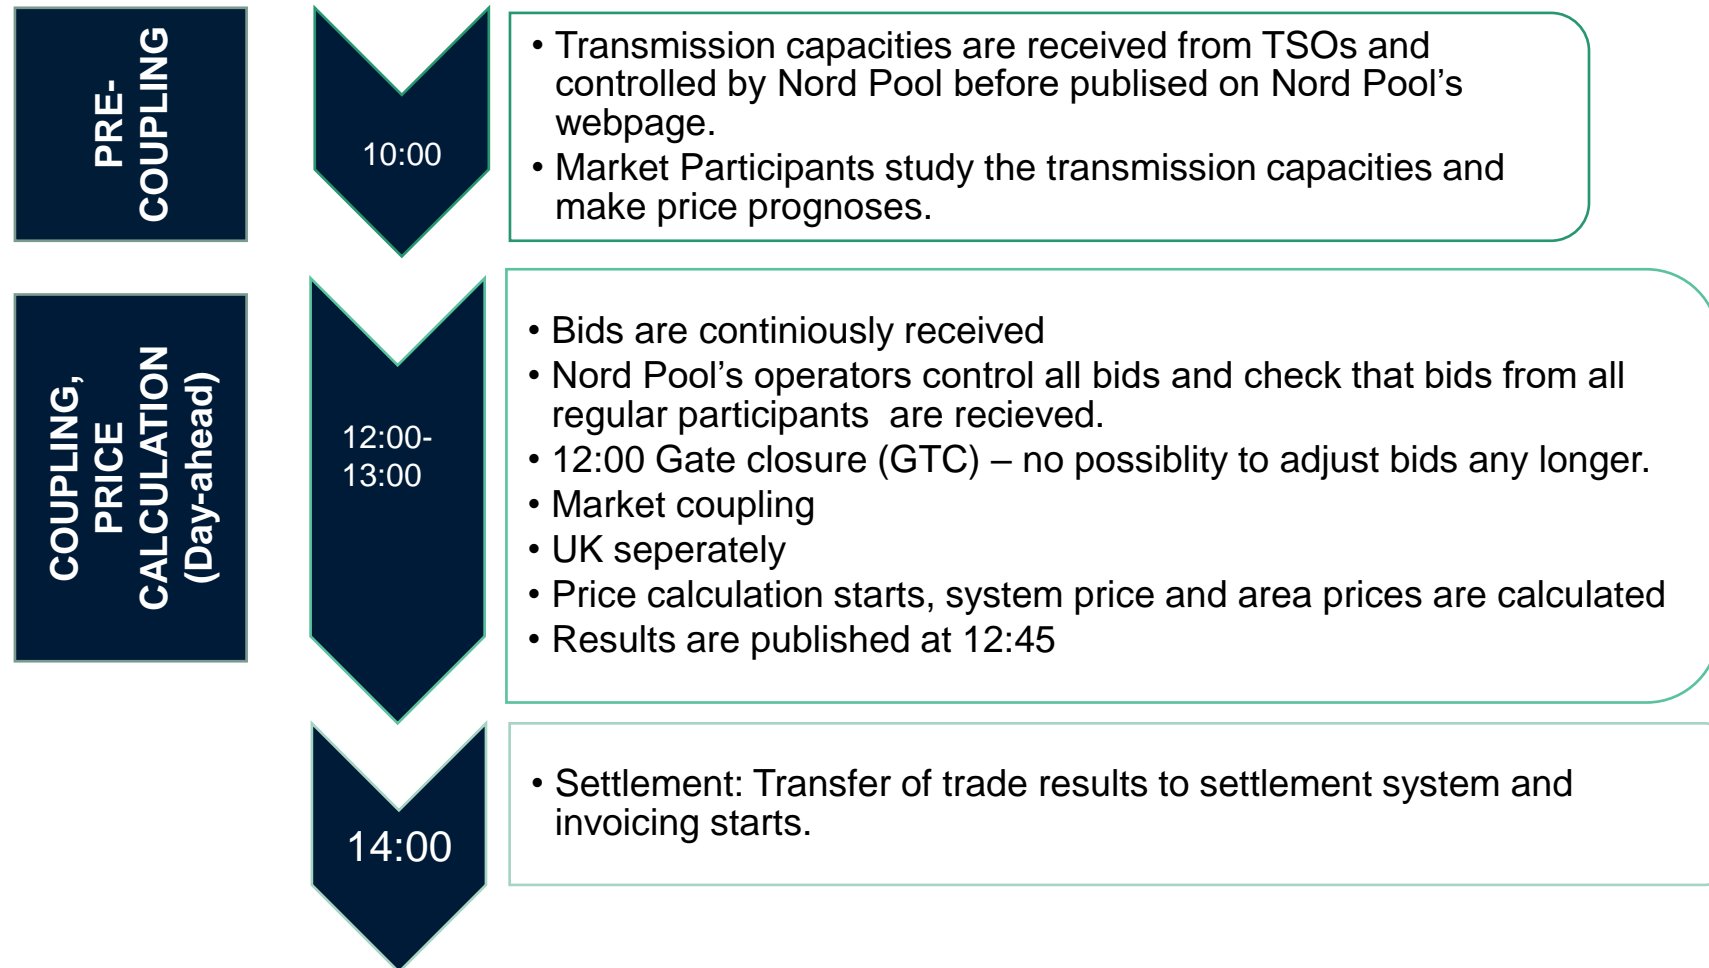 PRE-
COUPLING
10:00
• Transmission capacities are received from TSOs and
controlled by Nord Pool before publised on Nord Pool’s
webpage.
• Market Participants study the transmission capacities and
make price prognoses.
COUPLING,
PRICE
CALCULATION
(Day-ahead)
12:00-
13:00
• Bids are continiously received
• Nord Pool’s operators control all bids and check that bids from all
regular participants  are recieved.
• 12:00 Gate closure (GTC) – no possiblity to adjust bids any longer.
• Market coupling
• UK seperately
• Price calculation starts, system price and area prices are calculated
• Results are published at 12:45
14:00
• Settlement: Transfer of trade results to settlement system and
invoicing starts.